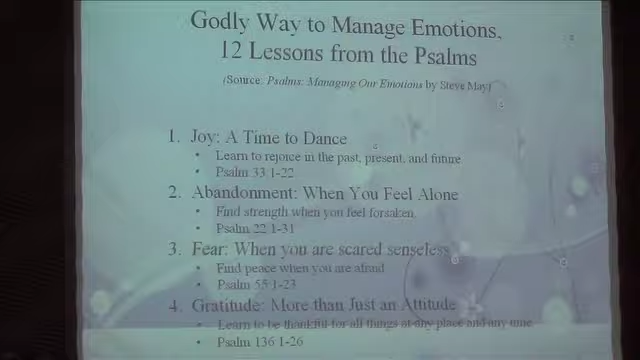 Godly Way to Manage Emotions,
12 Lessons from the Psalms
(Source: Psalms: Managing Our Emotions by Steve May)
1. Joy: A Time to Dance
• Learn to rejoice in the past, present, and future
• Psalm 33 1-22
2. Abandonment: When You Feel Alone
• Find strength when you feel forsaken,
• Psalm 22 1-31
3. Fear: When you are scared senseless
• Find peace when you are afraid
• Psalm 55 1-23
4. Gratitude: More than Just an Attitude
• Learn to be thankful for all things at any place and any time
• Psalm 136 1-26